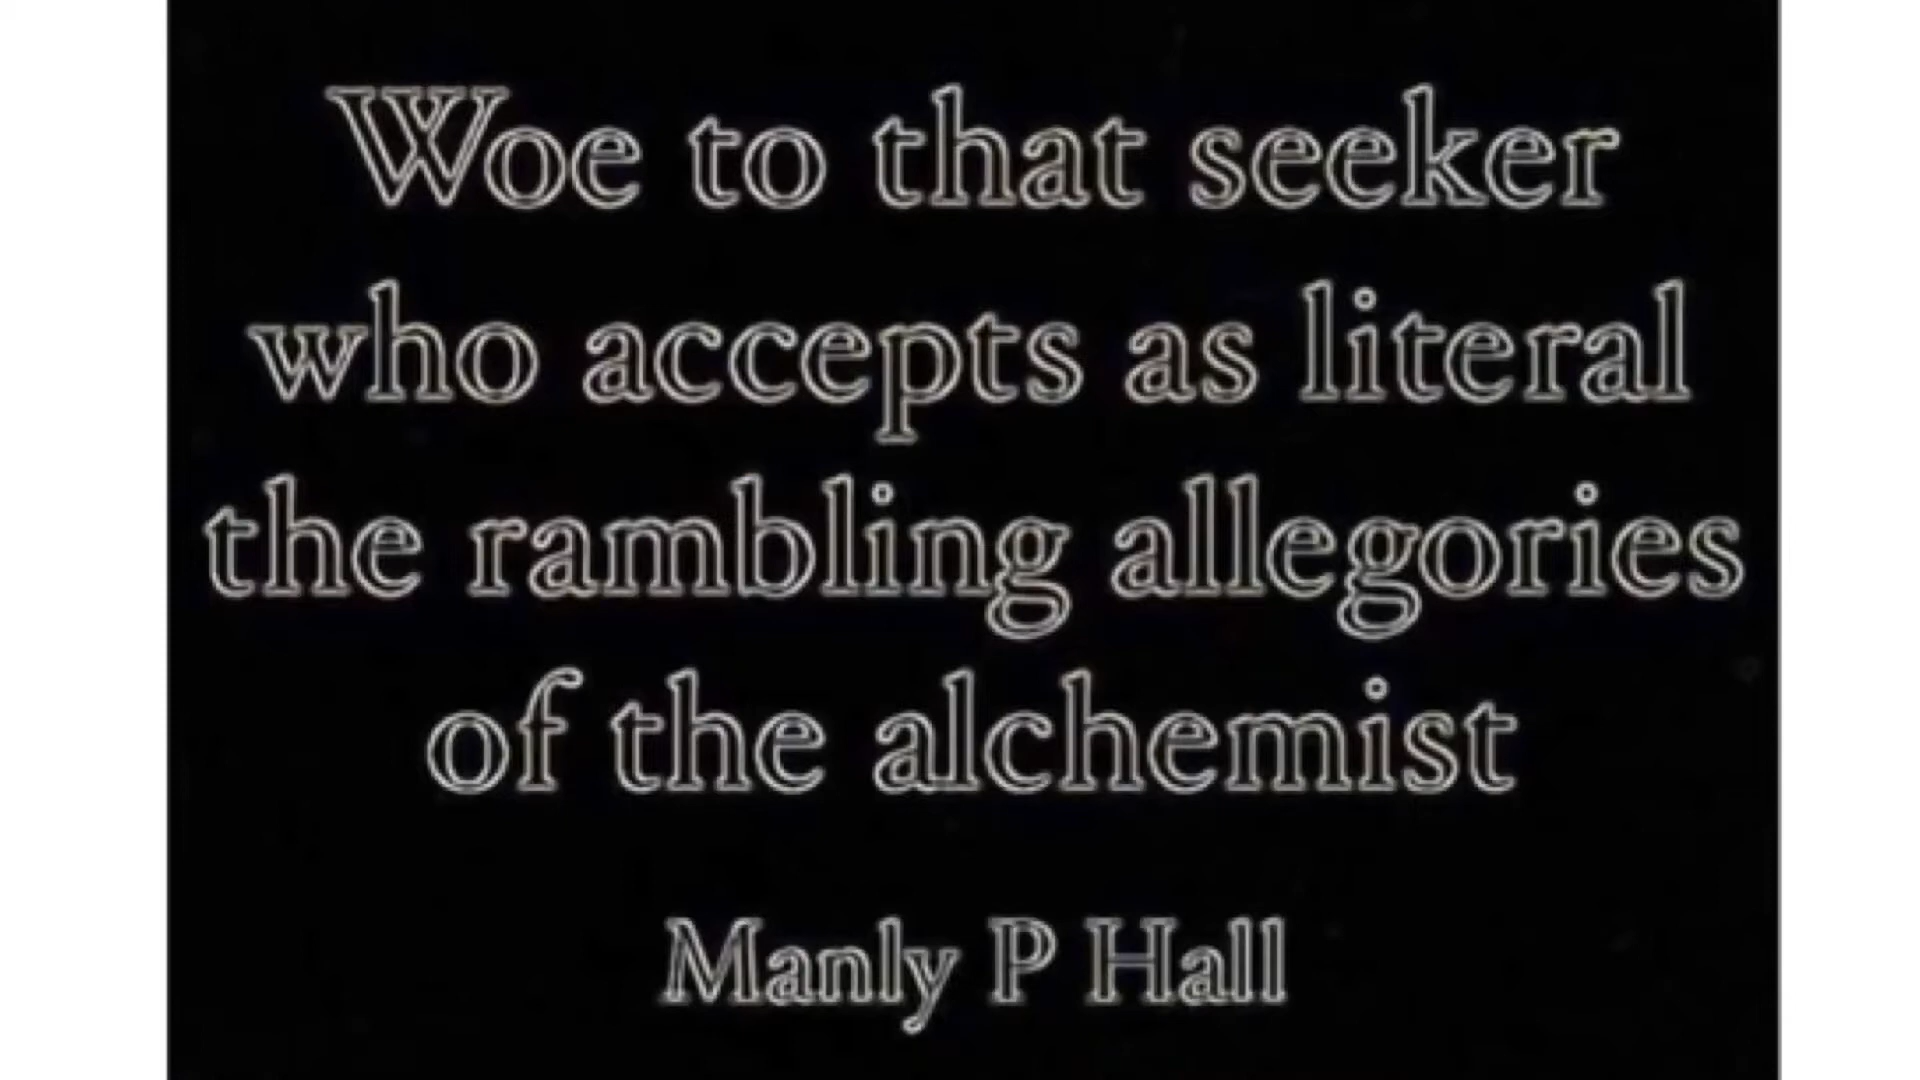 Woe to that seeker
who accepts as literal
the rambling allegories
of the alchemist
Manly P Hall